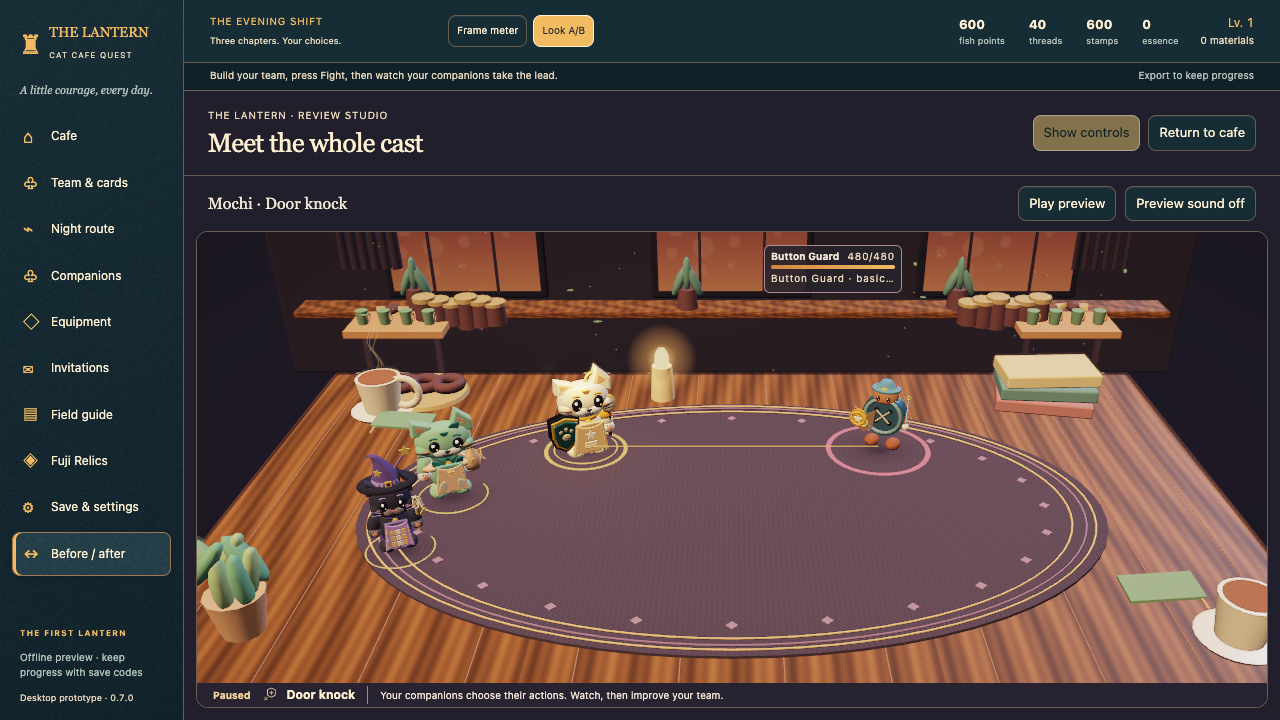 THE LANTERN
CAT CAFE QUEST
A little courage, every day.
Cafe
Team & cards
Night route
Companions
Equipment
Invitations
Field guide
Fuji Relics
Save & settings
Before / after
THE FIRST LANTERN
Offline preview · keep
progress with save codes
Desktop prototype · 0.7.0
THE EVENING SHIFT
Three chapters. Your choices.
Frame meter
Look A/B
600
fish points
40
threads
600
stamps
0
essence
Lv. 1
0 materials
Build your team, press Fight, then watch your companions take the lead.
Export to keep progress
THE LANTERN · REVIEW STUDIO
Meet the whole cast
Show controls
Return to cafe
Mochi · Door knock
Play preview
Preview sound off
Button Guard 480/480
Button Guard · basic…
Paused
Door knock
Your companions choose their actions. Watch, then improve your team.